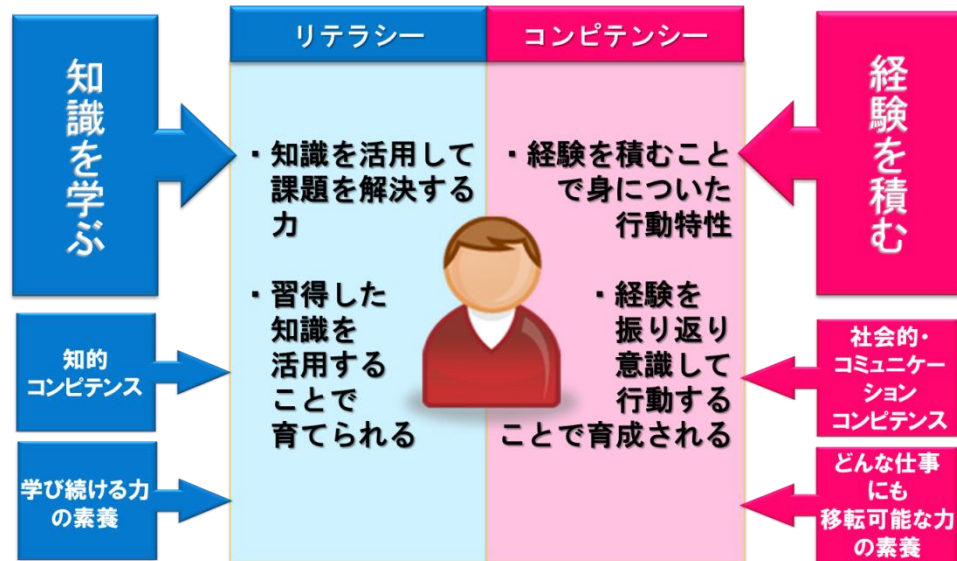 リテラシー
コンピテンシー
知識を学ぶ
・知識を活用して
課題を解決する
力
・習得した
知識を
活用する
ことで
育てられる
・経験を積むこと
で身についた
行動特性
・経験を
振り返り
意識して
行動する
ことで育成される
経験を積む
知的
コンピテンス
学び続ける力
の素養
社会的・
コミュニケー
ション
コンピテンス
どんな仕事
にも
移転可能な力
の素養